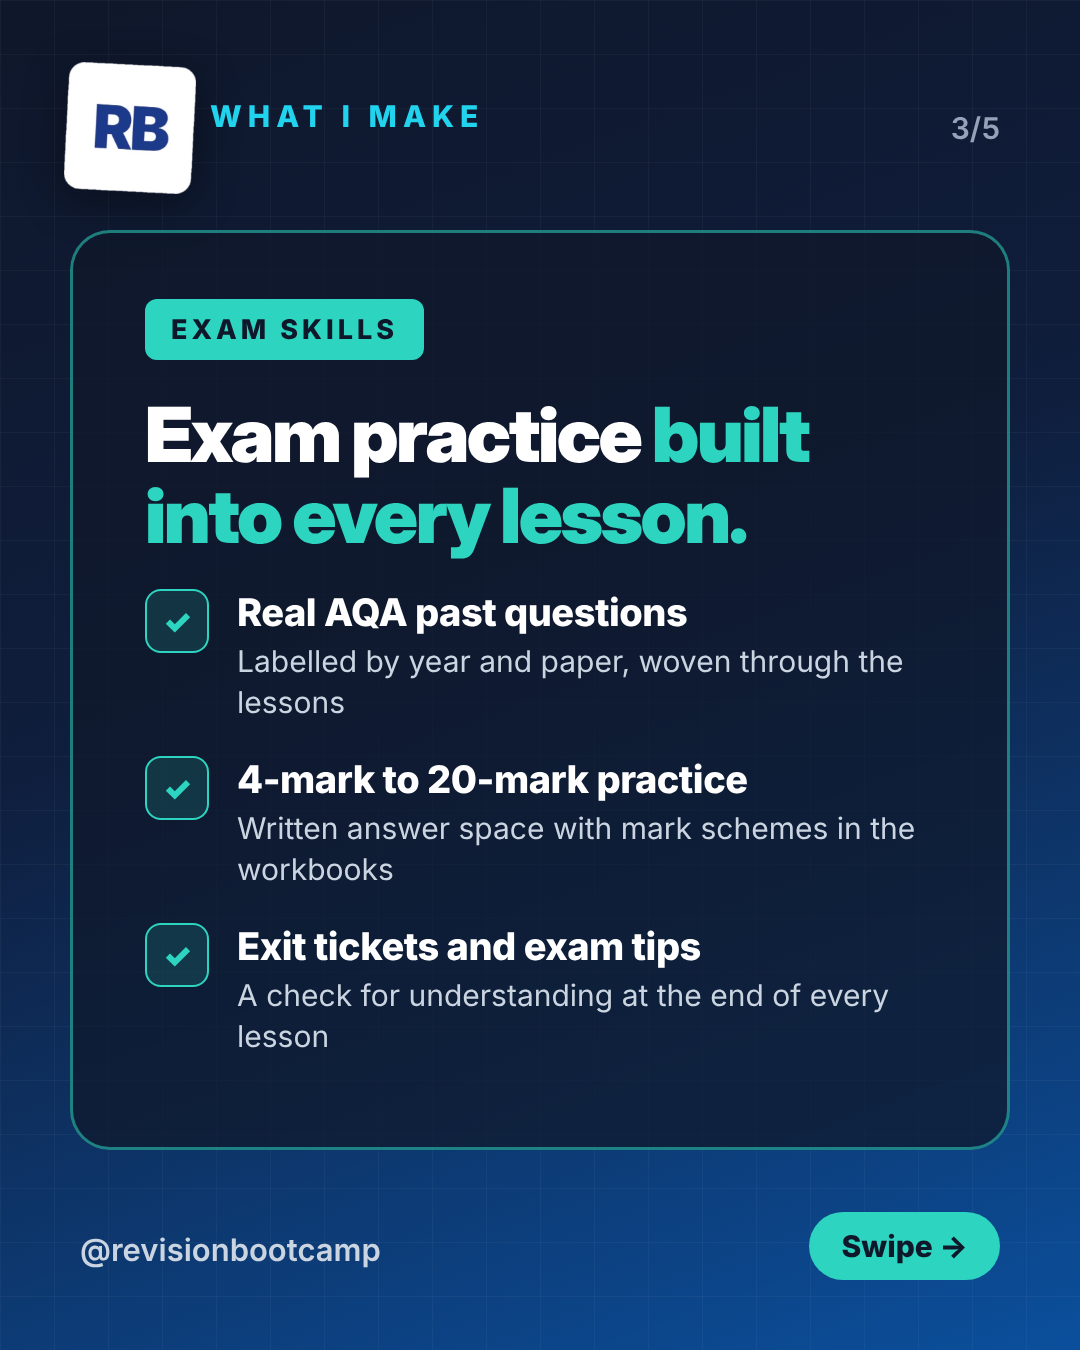 RB
WHAT I MAKE
3/5
EXAM SKILLS
Exam practice built
into every lesson.
Real AQA past questions
Labelled by year and paper, woven through the
lessons
4-mark to 20-mark practice
Written answer space with mark schemes in the
workbooks
Exit tickets and exam tips
A check for understanding at the end of every
lesson
@revisionbootcamp
Swipe →